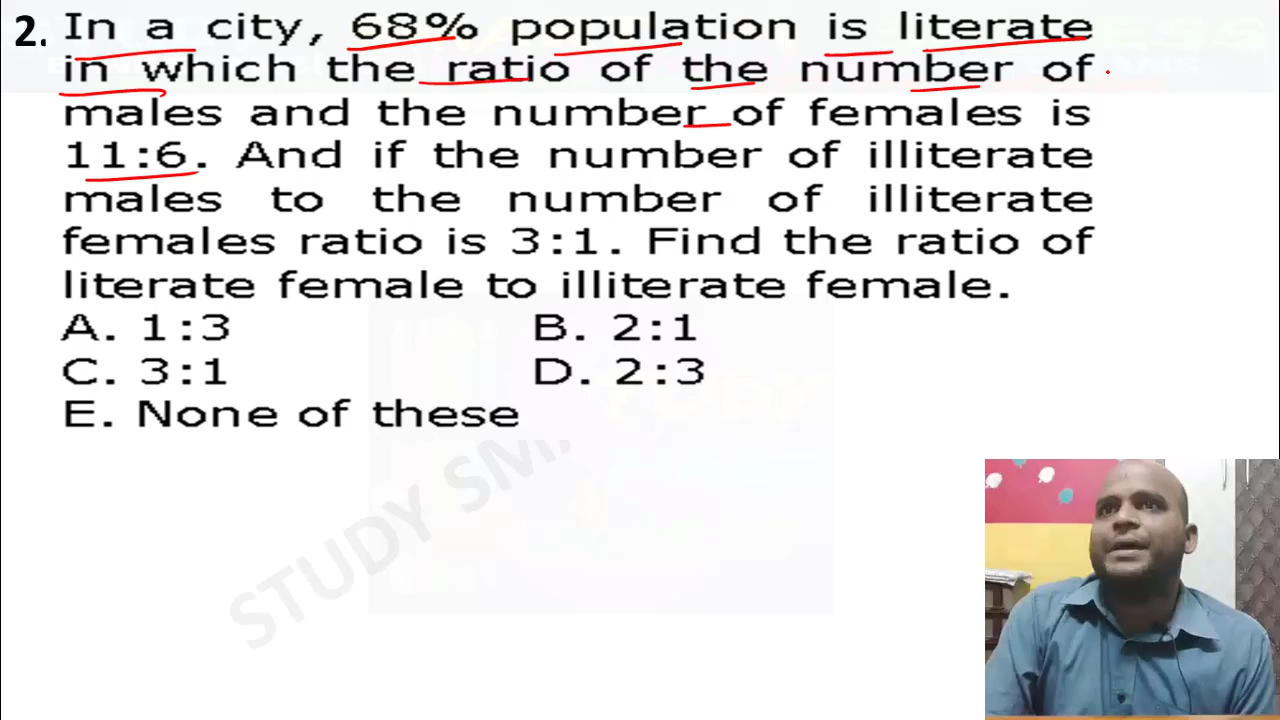 2. In a city, 68% population is literate
in which the ratio of the number of
males and the number of females is
11:6. And if the number of illiterate
males to the number of illiterate
females ratio is 3:1. Find the ratio of
literate female to illiterate female.
A. 1:3 B. 2:1
C. 3:1 D. 2:3
E. None of these